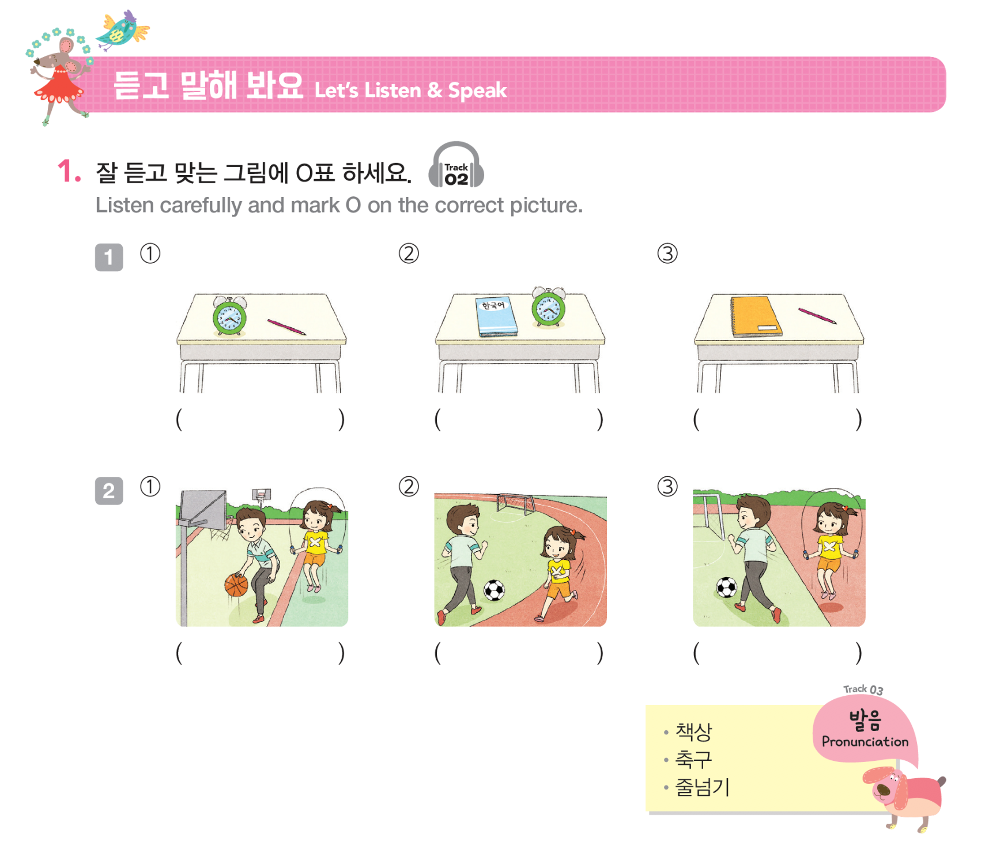 듣고 말해 봐요 Let's Listen & Speak
1. 잘 듣고 맞는 그림에 O표 하세요. Track 02
Listen carefully and mark O on the correct picture.
1 ① ② ③
한국어
( ) ( ) ( )
2 ① ② ③
( ) ( ) ( )
Track 03
발음
Pronunciation
• 책상
• 축구
• 줄넘기